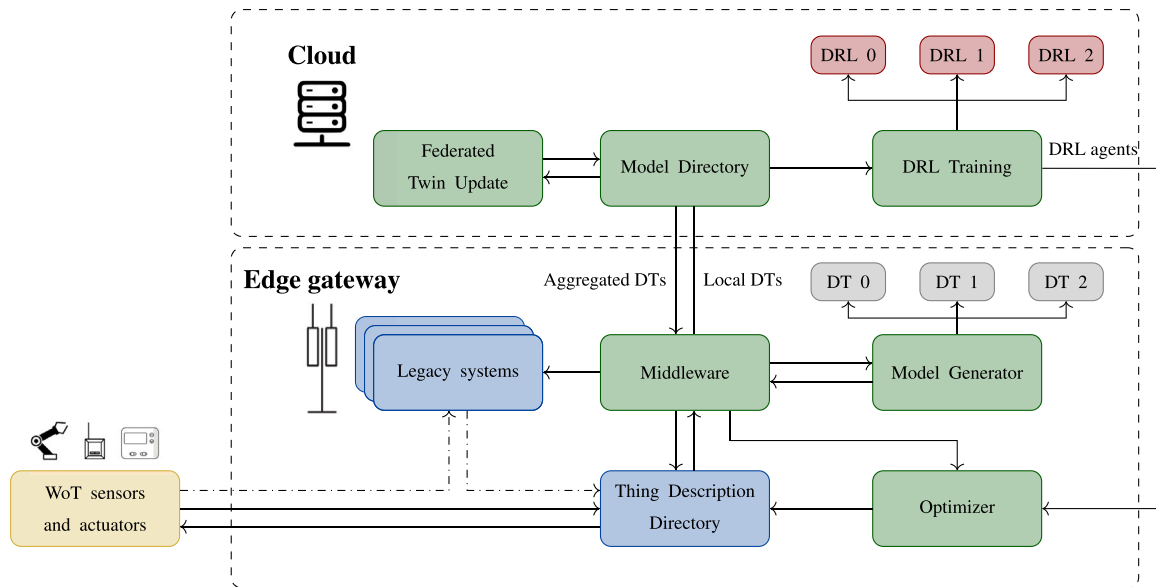 Cloud
DRL 0
DRL 1
DRL 2
Federated
Twin Update
Model Directory
DRL Training
DRL agents
Edge gateway
Aggregated DTs
Local DTs
DT 0
DT 1
DT 2
Legacy systems
Middleware
Model Generator
WoT sensors
and actuators
Thing Description
Directory
Optimizer